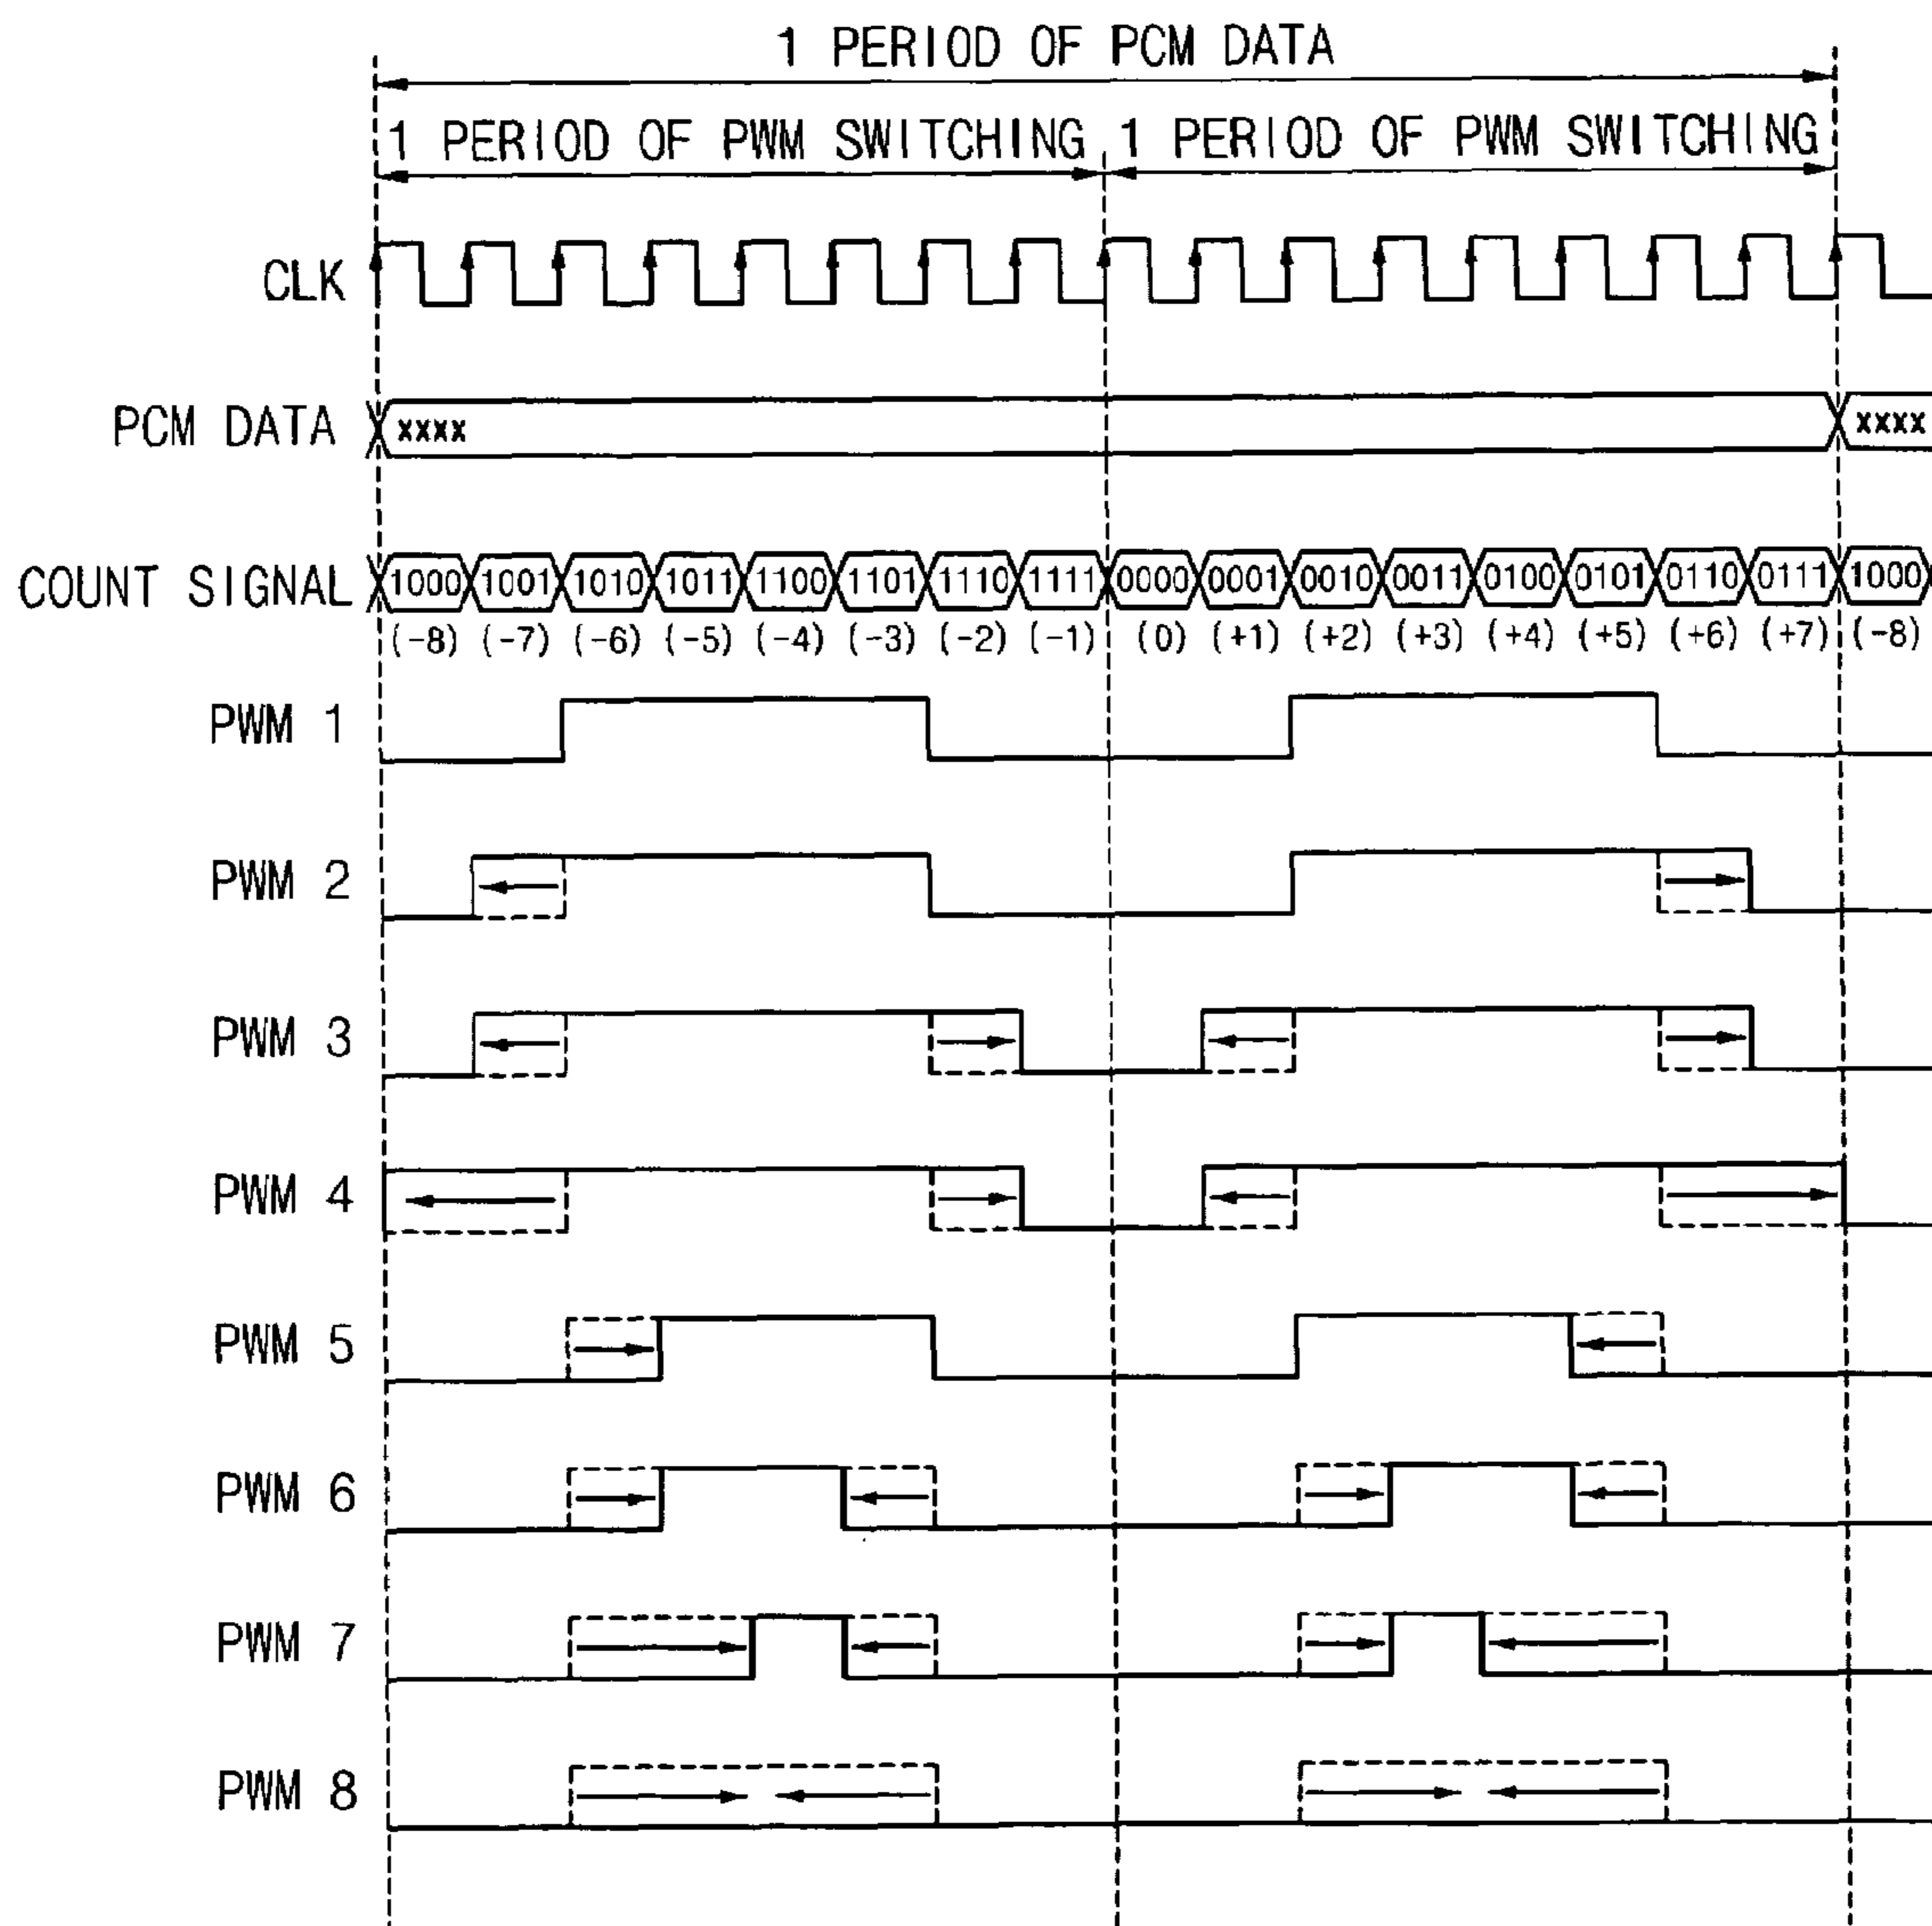 1 PERIOD OF PCM DATA
1 PERIOD OF PWM SWITCHING 1 PERIOD OF PWM SWITCHING
CLK
PCM DATA xxxx xxxx
COUNT SIGNAL 1000 1001 1010 1011 1100 1101 1110 1111 0000 0001 0010 0011 0100 0101 0110 0111 1000
(-8) (-7) (-6) (-5) (-4) (-3) (-2) (-1) (0) (+1) (+2) (+3) (+4) (+5) (+6) (+7) (-8)
PWM 1
PWM 2
PWM 3
PWM 4
PWM 5
PWM 6
PWM 7
PWM 8